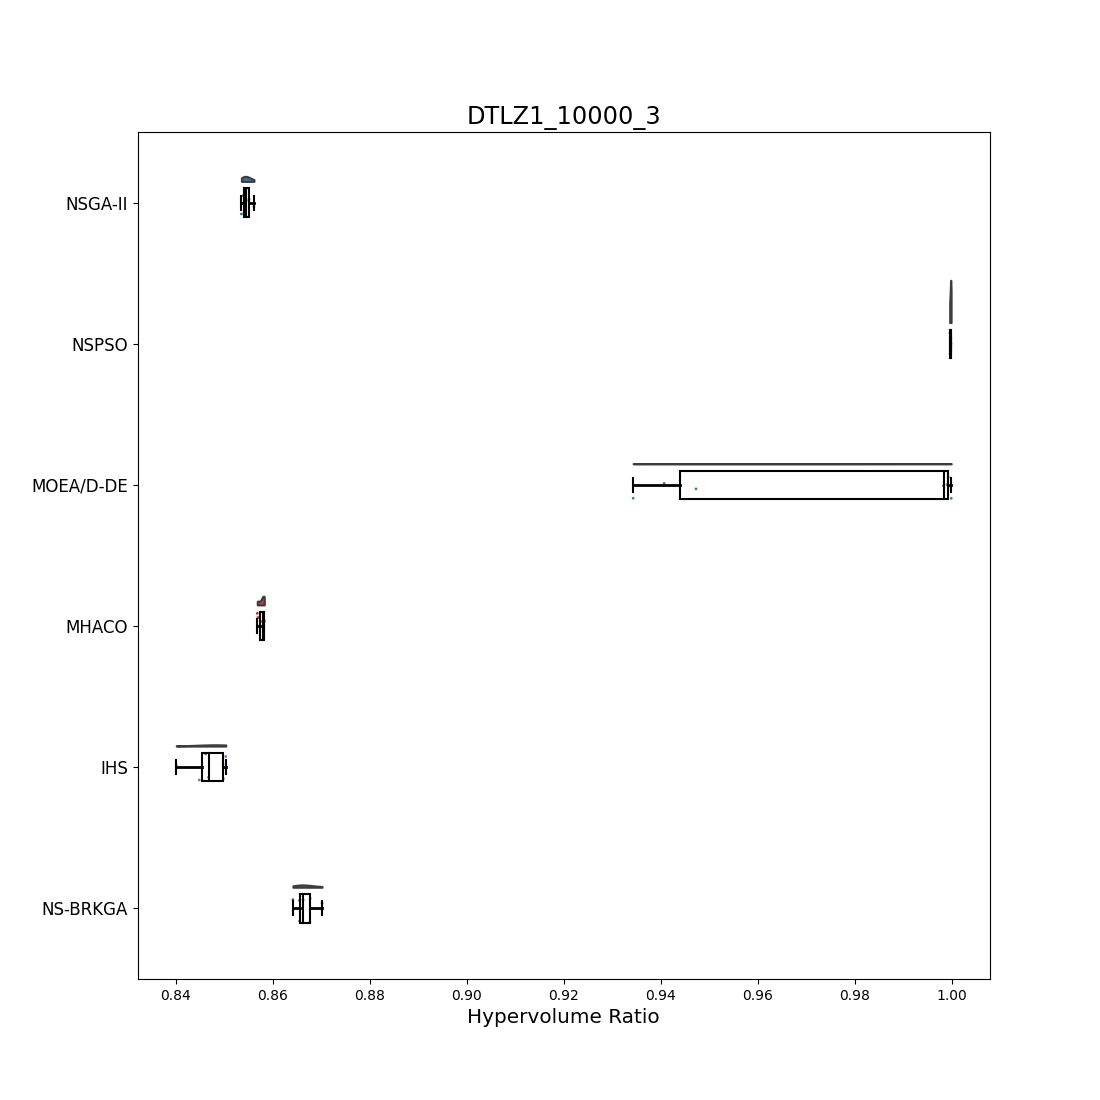 DTLZ1_10000_3
NSGA-II
NSPSO
MOEA/D-DE
MHACO
IHS
NS-BRKGA
0.84 0.86 0.88 0.90 0.92 0.94 0.96 0.98 1.00
Hypervolume Ratio